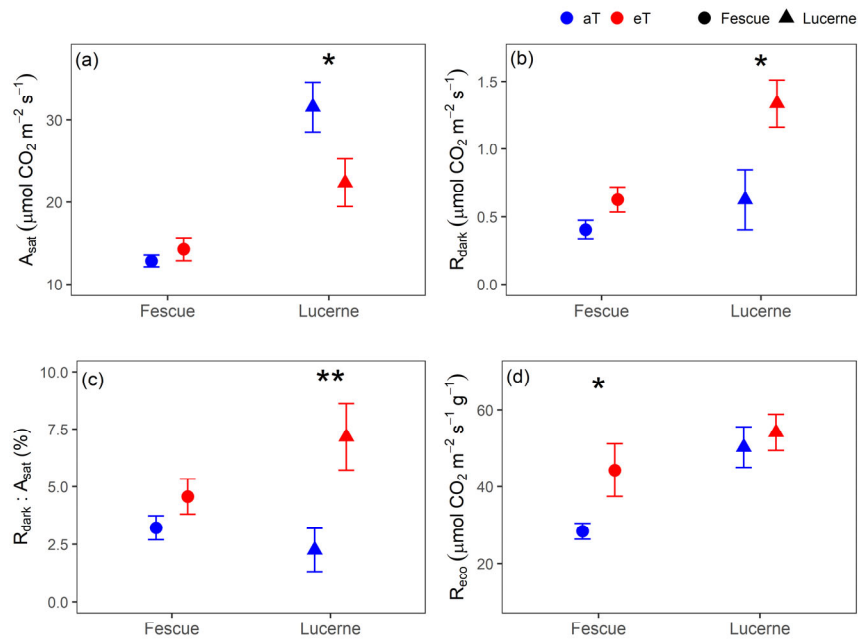 aT eT Fescue Lucerne
(a) *
A_sat (µmol CO₂ m⁻² s⁻¹)
30
20
10
Fescue Lucerne
(b) *
R_dark (µmol CO₂ m⁻² s⁻¹)
1.5
1.0
0.5
0.0
Fescue Lucerne
(c) **
R_dark : A_sat (%)
10.0
7.5
5.0
2.5
0.0
Fescue Lucerne
(d) *
R_eco (µmol CO₂ m⁻² s⁻¹ g⁻¹)
60
40
20
Fescue Lucerne